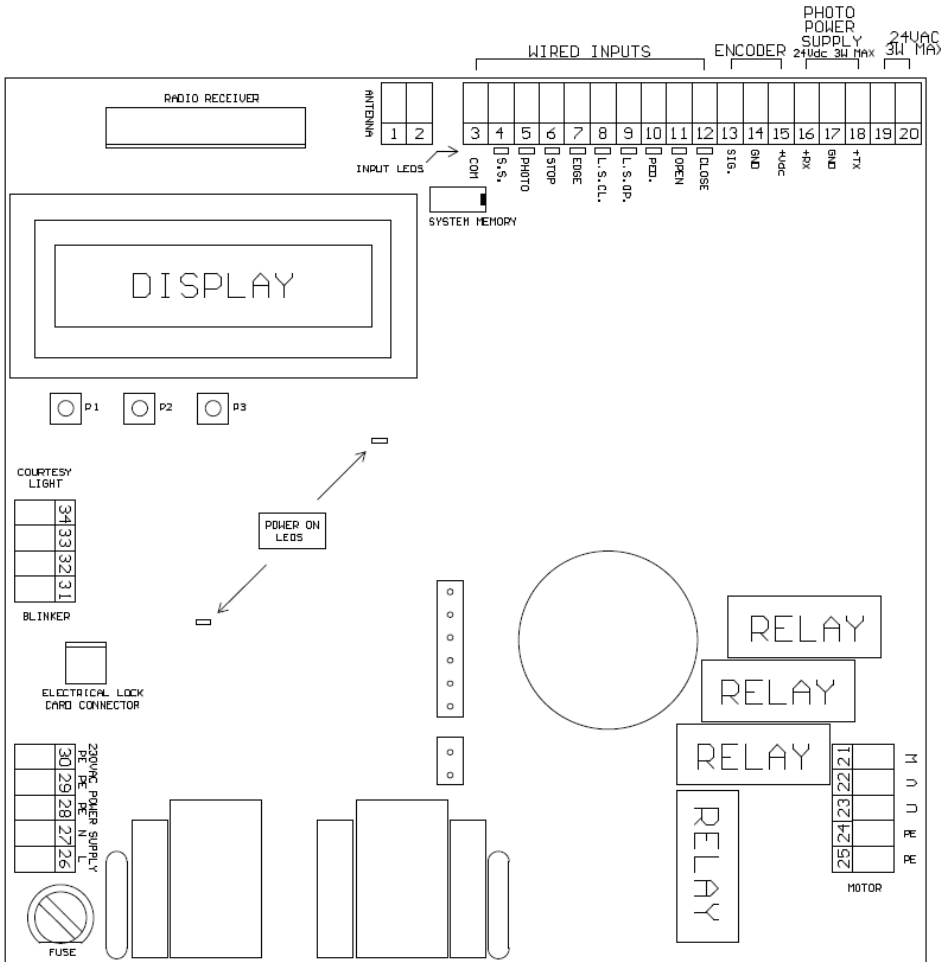 PHOTO
POWER
SUPPLY
24Vdc 3W MAX
24VAC
3W MAX
WIRED INPUTS
ENCODER
RADIO RECEIVER
ANTENNA
1 2
3 4 5 6 7 8 9 10 11 12 13 14 15 16 17 18 19 20
INPUT LEDS
COM
S.S.
PHOTO
STOP
EDGE
L.S.CL.
L.S.OP.
PED.
OPEN
CLOSE
SIG.
GND
+Vdc
+RX
GND
+TX
SYSTEM MEMORY
DISPLAY
P1
P2
P3
COURTESY
LIGHT
34
33
32
31
BLINKER
POWER ON
LEDS
ELECTRICAL LOCK
CARD CONNECTOR
RELAY
RELAY
RELAY
RELAY
230VAC POWER SUPPLY
30 PE
29 PE
28 PE
27 N
26 L
FUSE
21
22
23
24 PE
25 PE
MOTOR